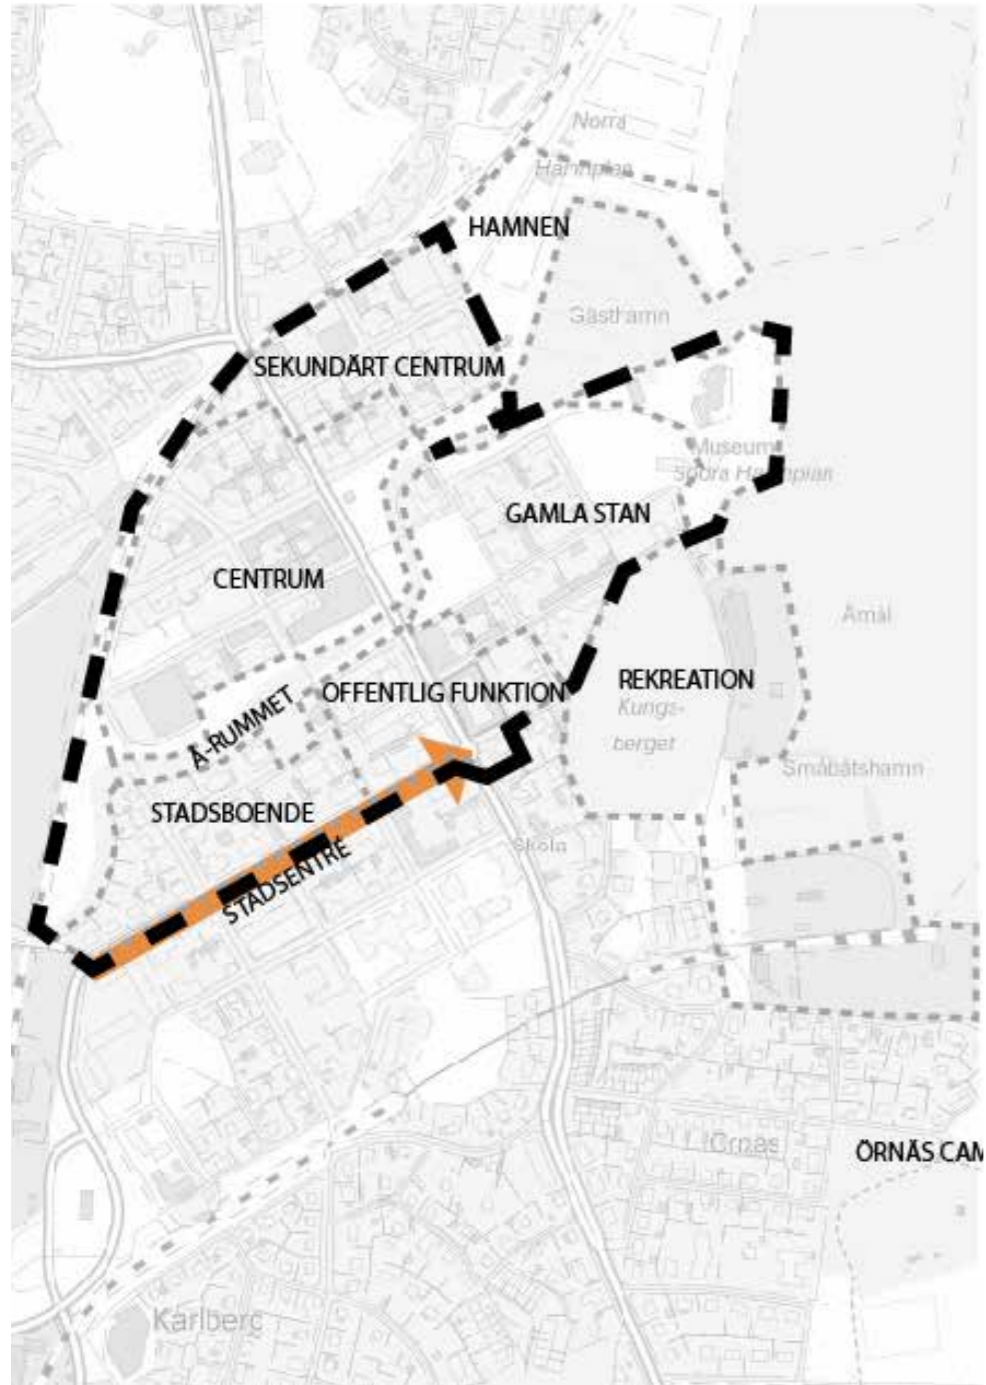 Norra
Hamnplan
HAMNEN
Gästhamn
SEKUNDÄRT CENTRUM
Museum
Södra Hamnplan
GAMLA STAN
CENTRUM
Åmål
REKREATION
OFFENTLIG FUNKTION
Kungs-
berget
Å-RUMMET
Småbåtshamn
STADSBOENDE
Skola
STADSENTRÉ
Örnäs
ÖRNÄS CAM
Karlberg